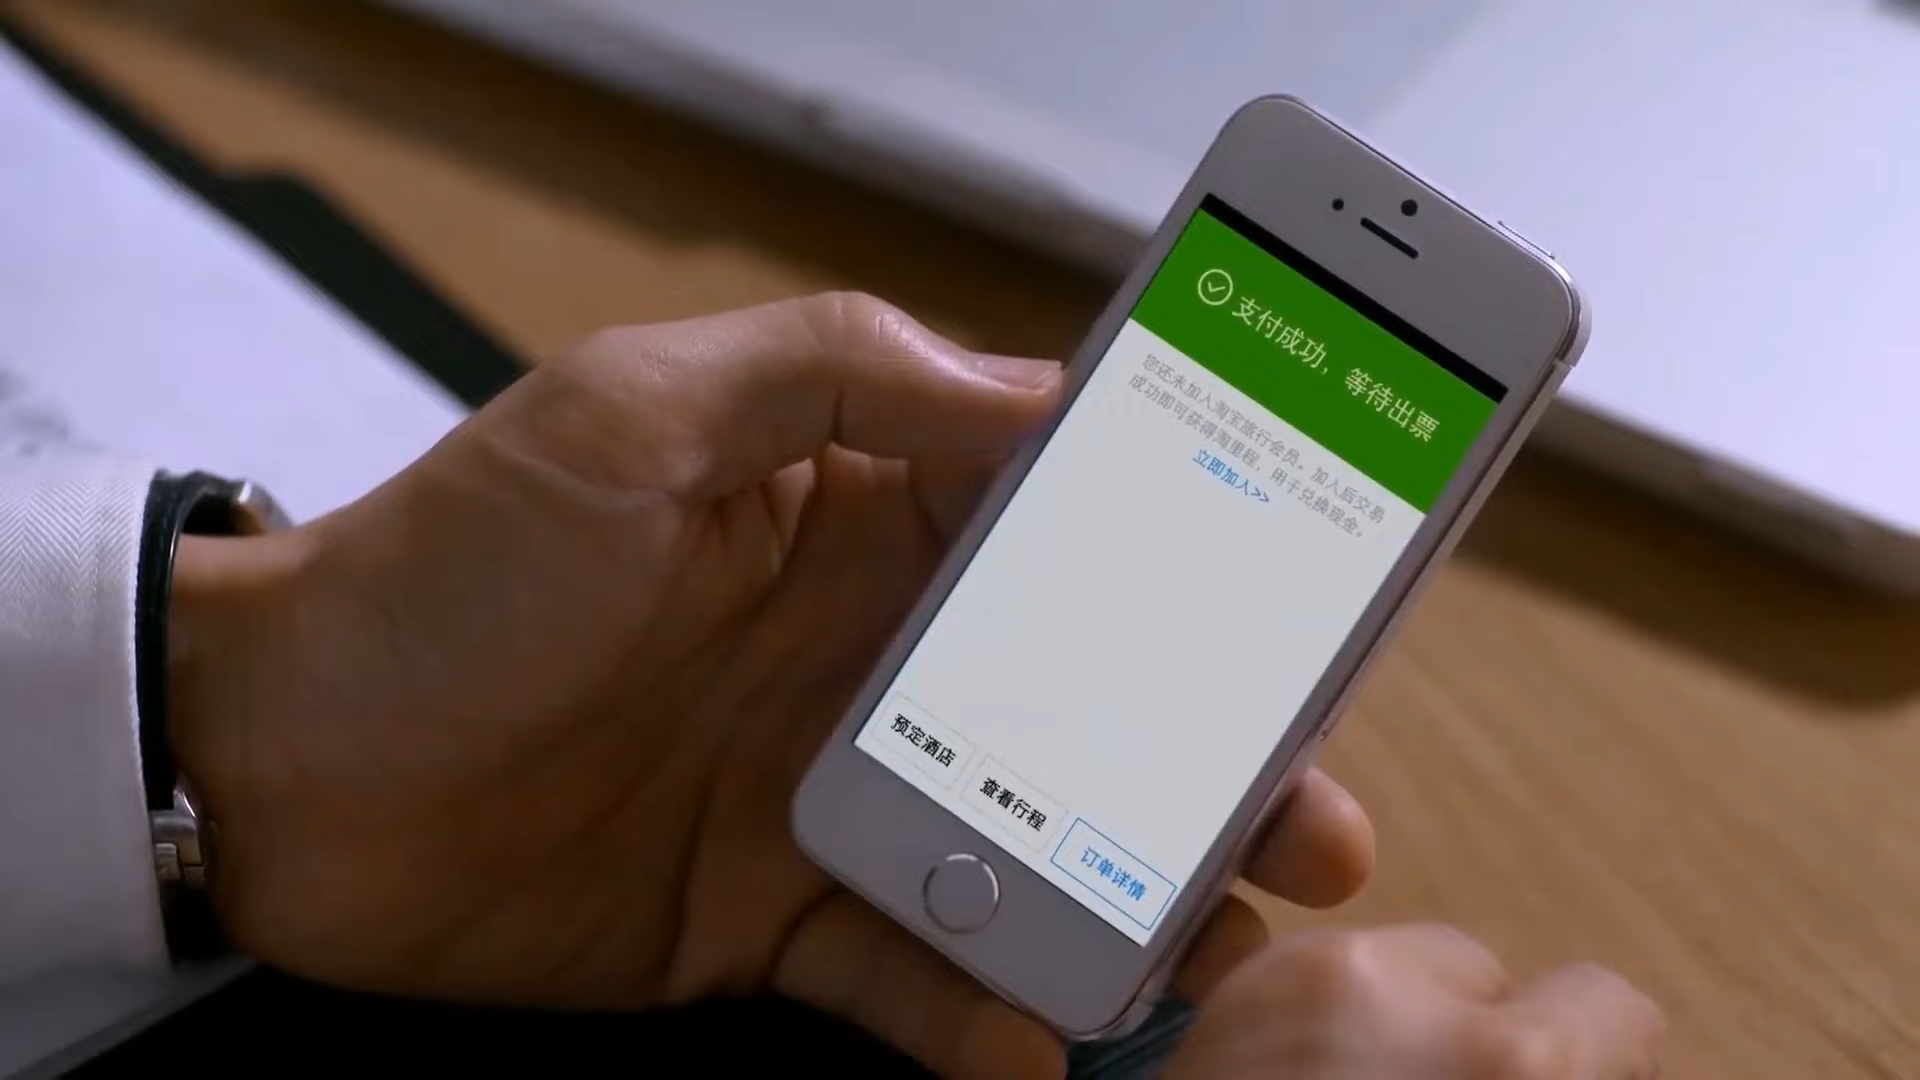 支付成功，等待出票
您还未加入淘宝旅行会员。加入后交易
成功即可获得淘里程，用于兑换现金。
立即加入>>
预定酒店
查看行程
订单详情